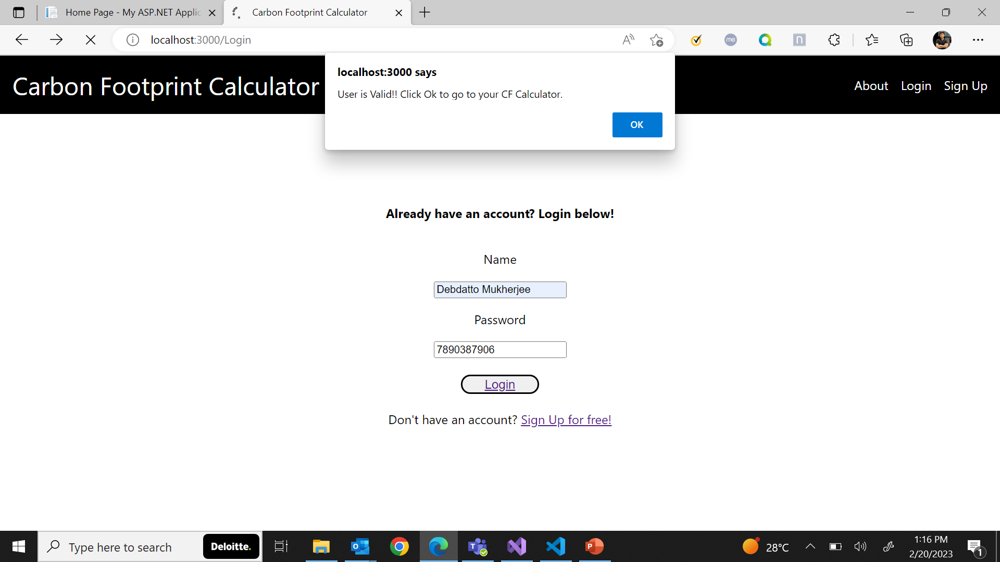 Home Page - My ASP.NET Applic
Carbon Footprint Calculator
localhost:3000/Login
me
n
localhost:3000 says
User is Valid!! Click Ok to go to your CF Calculator.
OK
Carbon Footprint Calculator
About Login Sign Up
Already have an account? Login below!
Name
Debdatto Mukherjee
Password
7890387906
Login
Don't have an account? Sign Up for free!
Type here to search
Deloitte.
28°C
1:16 PM
2/20/2023
1